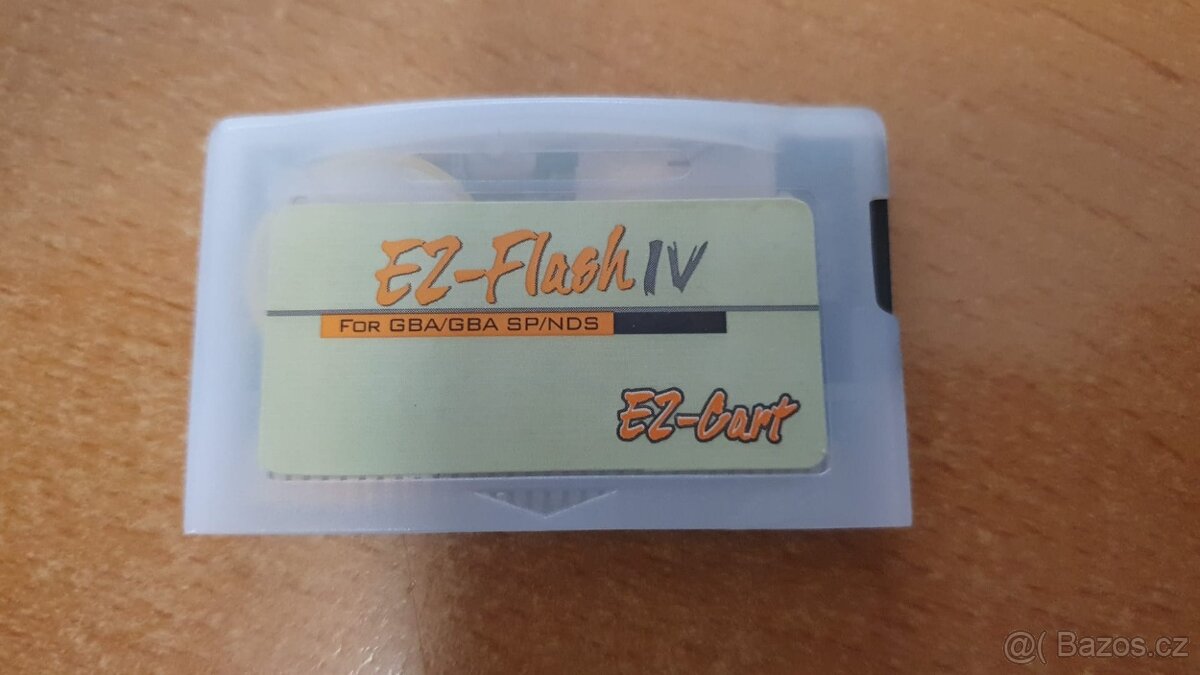 EZ-Flash IV
FOR GBA/GBA SP/NDS
EZ-Cart
@( Bazos.cz